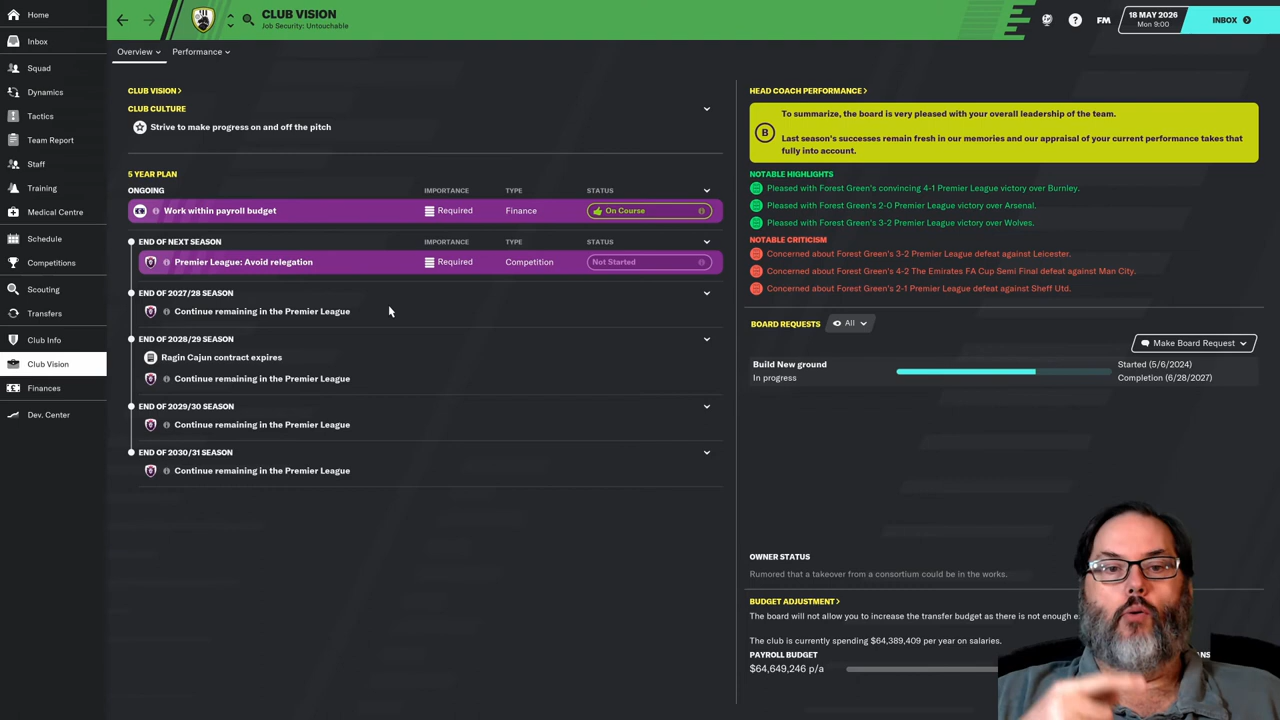 Home
Inbox
Squad
Dynamics
Tactics
Team Report
Staff
Training
Medical Centre
Schedule
Competitions
Scouting
Transfers
Club Info
Club Vision
Finances
Dev. Center
CLUB VISION
Job Security: Untouchable
?
FM
18 MAY 2026
Mon 9:00
INBOX
Overview
Performance
CLUB VISION
CLUB CULTURE
Strive to make progress on and off the pitch
5 YEAR PLAN
ONGOING IMPORTANCE TYPE STATUS
Work within payroll budget Required Finance On Course
END OF NEXT SEASON IMPORTANCE TYPE STATUS
Premier League: Avoid relegation Required Competition Not Started
END OF 2027/28 SEASON
Continue remaining in the Premier League
END OF 2028/29 SEASON
Ragin Cajun contract expires
Continue remaining in the Premier League
END OF 2029/30 SEASON
Continue remaining in the Premier League
END OF 2030/31 SEASON
Continue remaining in the Premier League
HEAD COACH PERFORMANCE
B
To summarize, the board is very pleased with your overall leadership of the team.
Last season's successes remain fresh in our memories and our appraisal of your current performance takes that
fully into account.
NOTABLE HIGHLIGHTS
Pleased with Forest Green's convincing 4-1 Premier League victory over Burnley.
Pleased with Forest Green's 2-0 Premier League victory over Arsenal.
Pleased with Forest Green's 3-2 Premier League victory over Wolves.
NOTABLE CRITICISM
Concerned about Forest Green's 3-2 Premier League defeat against Leicester.
Concerned about Forest Green's 4-2 The Emirates FA Cup Semi Final defeat against Man City.
Concerned about Forest Green's 2-1 Premier League defeat against Sheff Utd.
BOARD REQUESTS All
Make Board Request
Build New ground Started (5/6/2024)
In progress Completion (6/28/2027)
OWNER STATUS
Rumored that a takeover from a consortium could be in the works.
BUDGET ADJUSTMENT
The board will not allow you to increase the transfer budget as there is not enough
The club is currently spending $64,389,409 per year on salaries.
PAYROLL BUDGET
$64,649,246 p/a